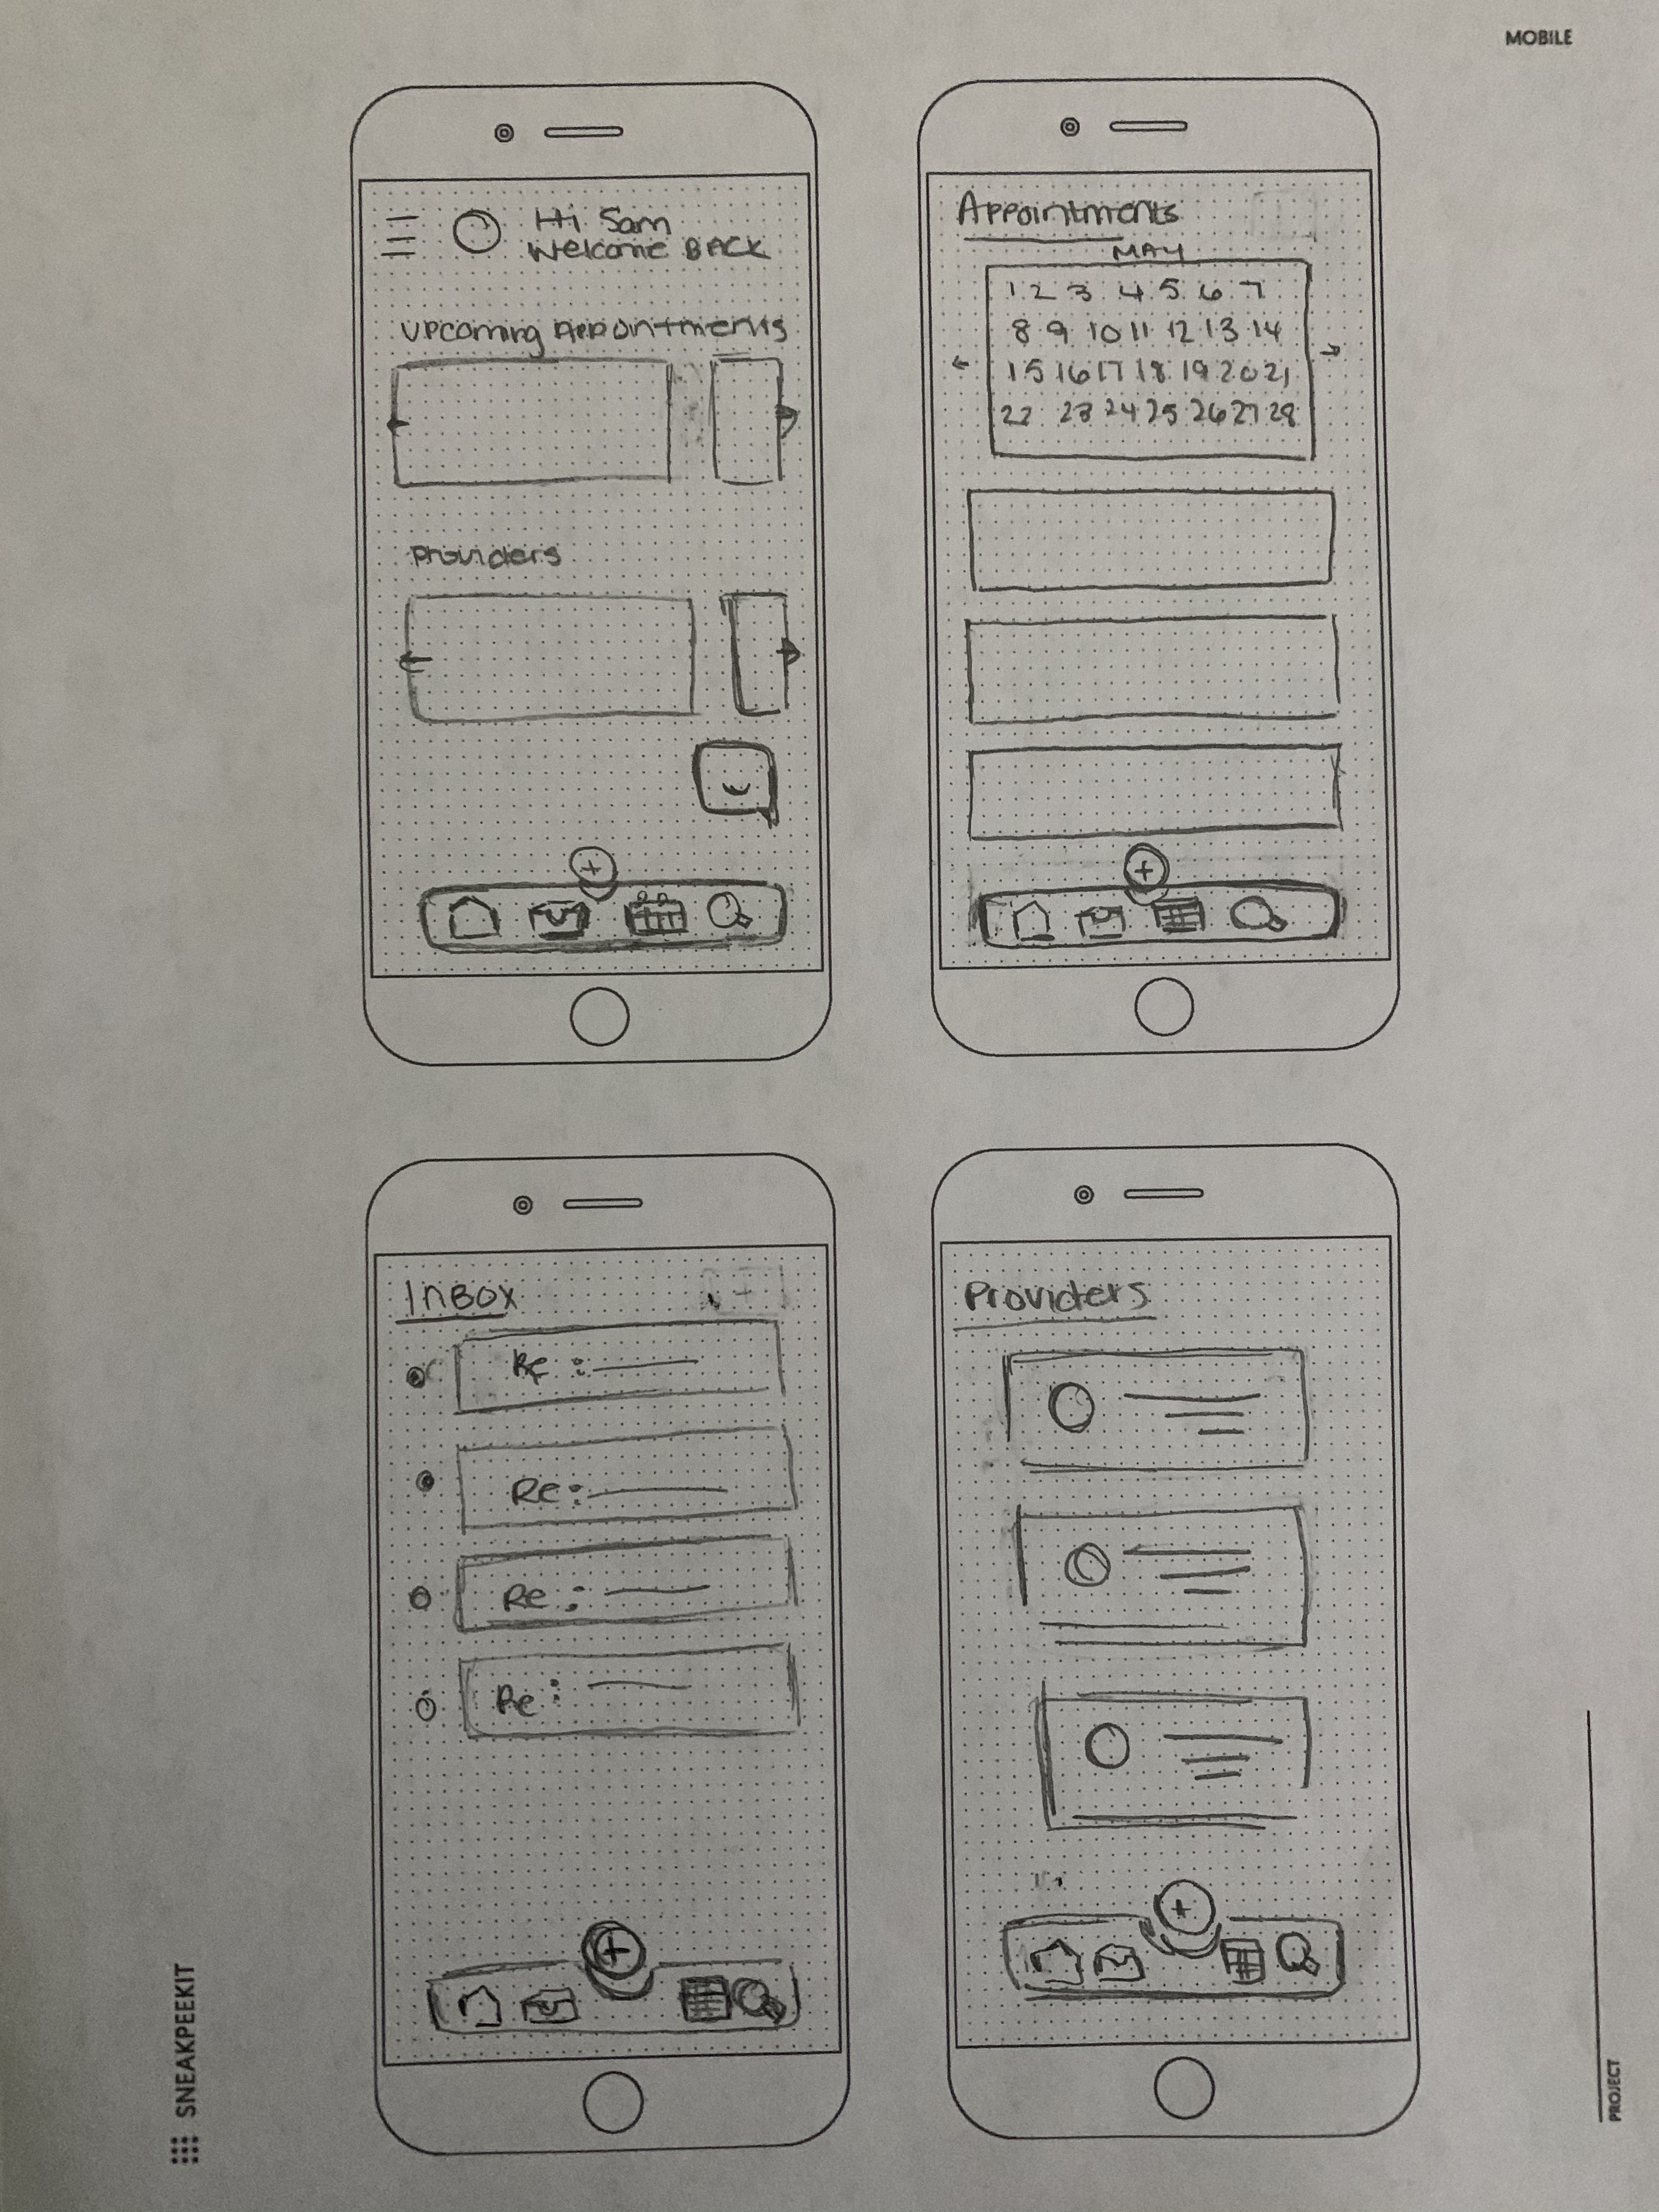 MOBILE
Hi Sam
Welcome BACK
Upcoming Appointments
Providers
Appointments
MAY
1 2 3 4 5 6 7
8 9 10 11 12 13 14
15 16 17 18 19 20 21
22 23 24 25 26 27 28
InBox
Re :
Re :
Re :
Re :
Providers
SNEAKPEEKIT
PROJECT